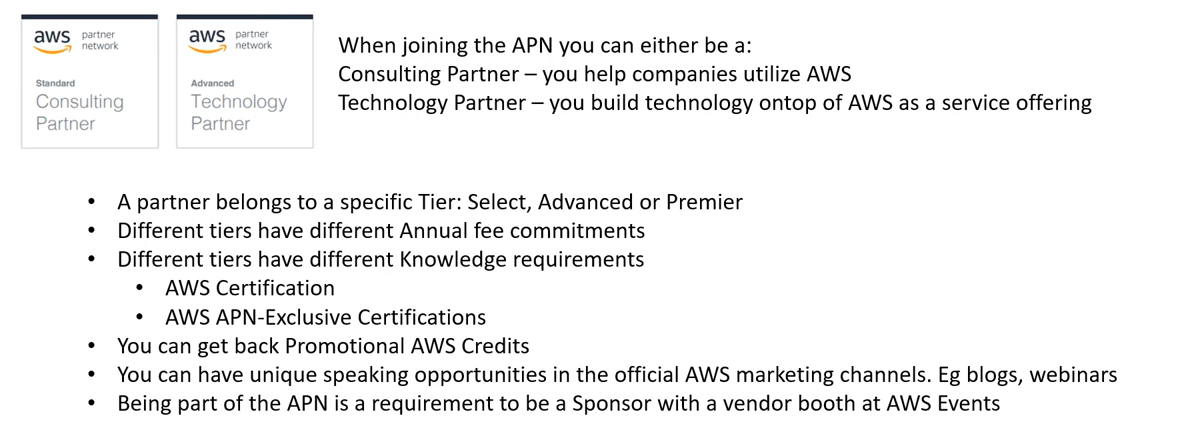 aws partner
network
Standard
Consulting
Partner
aws partner
network
Advanced
Technology
Partner
When joining the APN you can either be a:
Consulting Partner – you help companies utilize AWS
Technology Partner – you build technology ontop of AWS as a service offering
• A partner belongs to a specific Tier: Select, Advanced or Premier
• Different tiers have different Annual fee commitments
• Different tiers have different Knowledge requirements
• AWS Certification
• AWS APN-Exclusive Certifications
• You can get back Promotional AWS Credits
• You can have unique speaking opportunities in the official AWS marketing channels. Eg blogs, webinars
• Being part of the APN is a requirement to be a Sponsor with a vendor booth at AWS Events